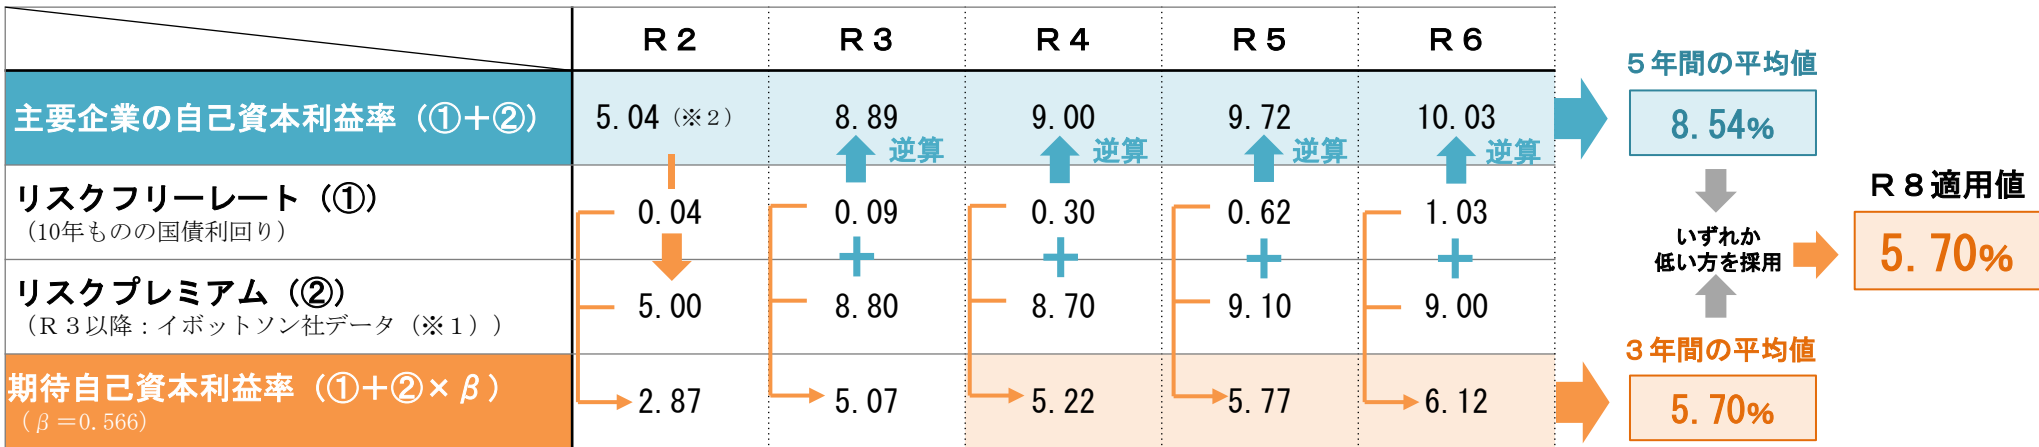 R2 R3 R4 R5 R6
主要企業の自己資本利益率（①＋②） 5.04（※2） 8.89 9.00 9.72 10.03
逆算 逆算 逆算 逆算
リスクフリーレート（①） 0.04 0.09 0.30 0.62 1.03
（10年ものの国債利回り）
＋ ＋ ＋ ＋
リスクプレミアム（②） 5.00 8.80 8.70 9.10 9.00
（R3以降：イボットソン社データ（※1））
期待自己資本利益率（①＋②×β） 2.87 5.07 5.22 5.77 6.12
（β＝0.566）
5年間の平均値
8.54%
いずれか
低い方を採用
3年間の平均値
5.70%
R8適用値
5.70%